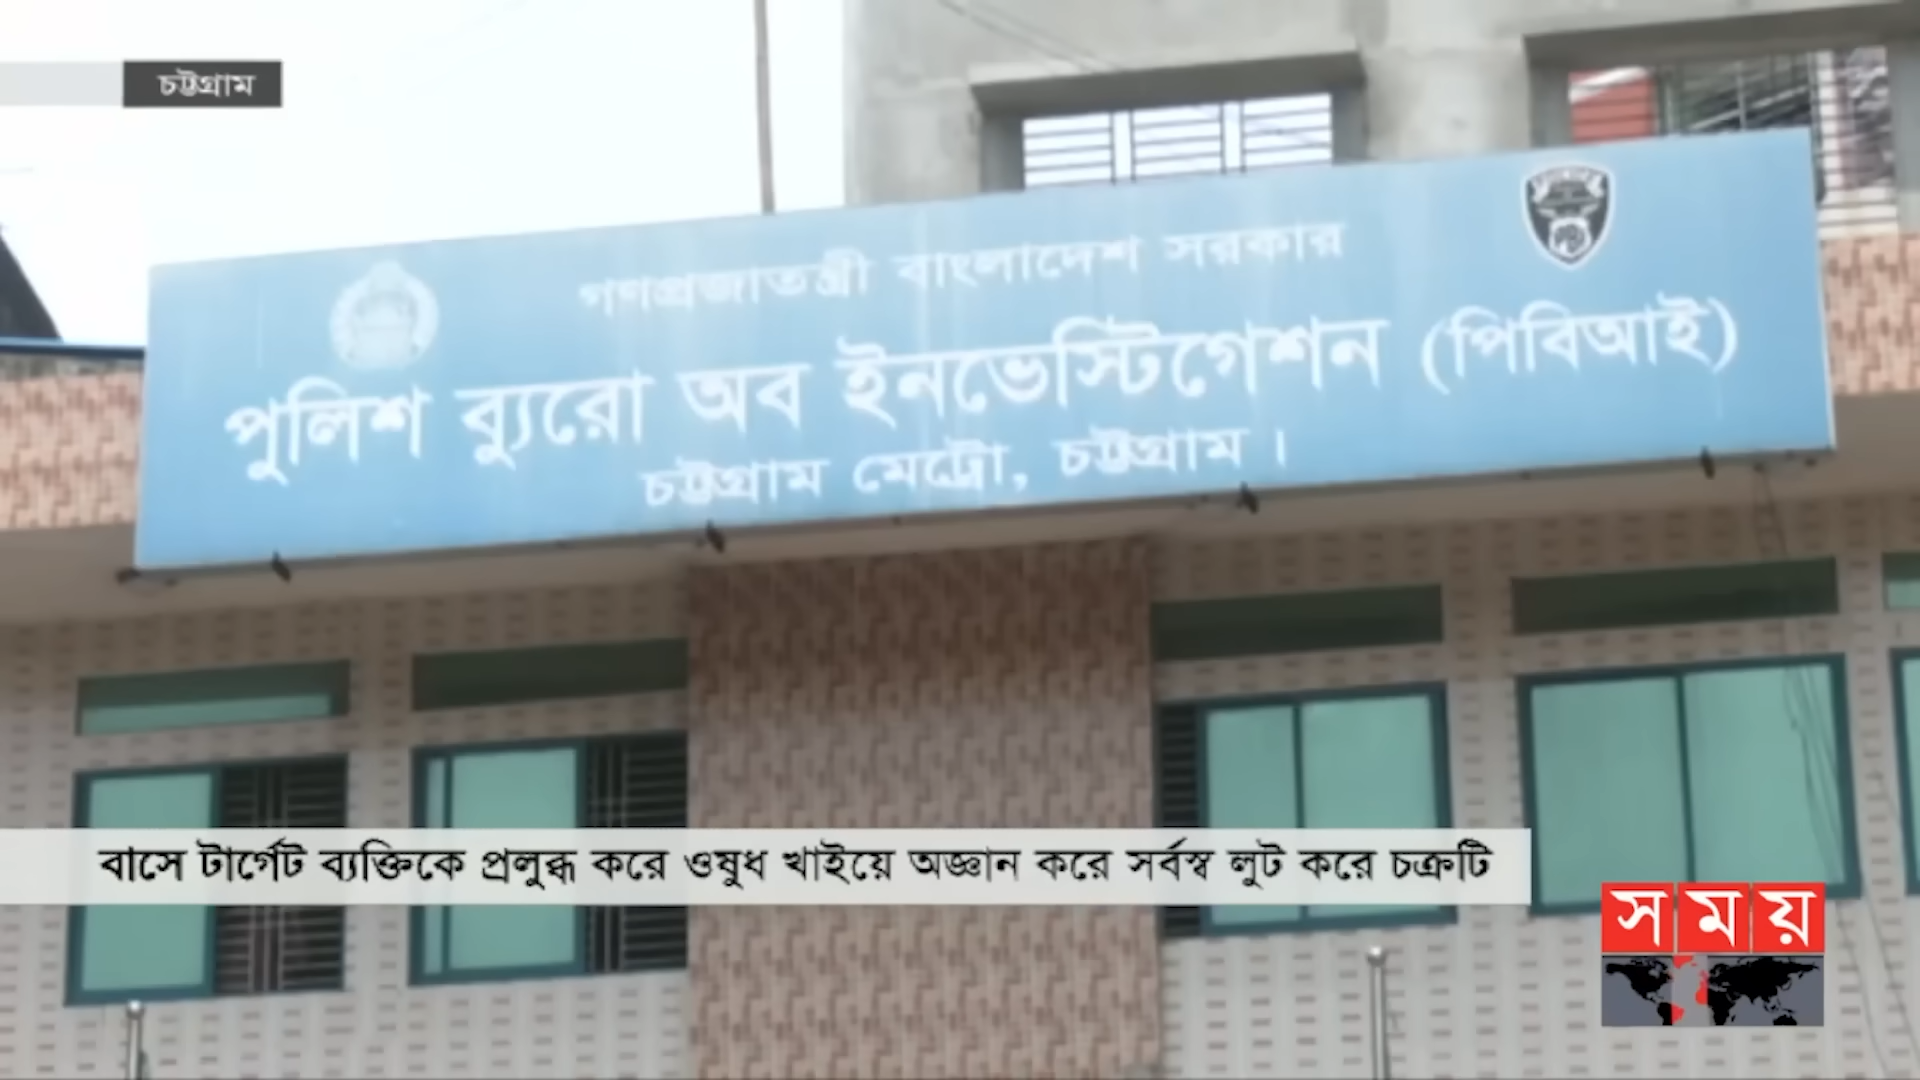 চট্টগ্রাম
গণপ্রজাতন্ত্রী বাংলাদেশ সরকার
পুলিশ ব্যুরো অব ইনভেস্টিগেশন (পিবিআই)
চট্টগ্রাম মেট্রো, চট্টগ্রাম।
বাসে টার্গেট ব্যক্তিকে প্রলুব্ধ করে ওষুধ খাইয়ে অজ্ঞান করে সর্বস্ব লুট করে চক্রটি
সময়